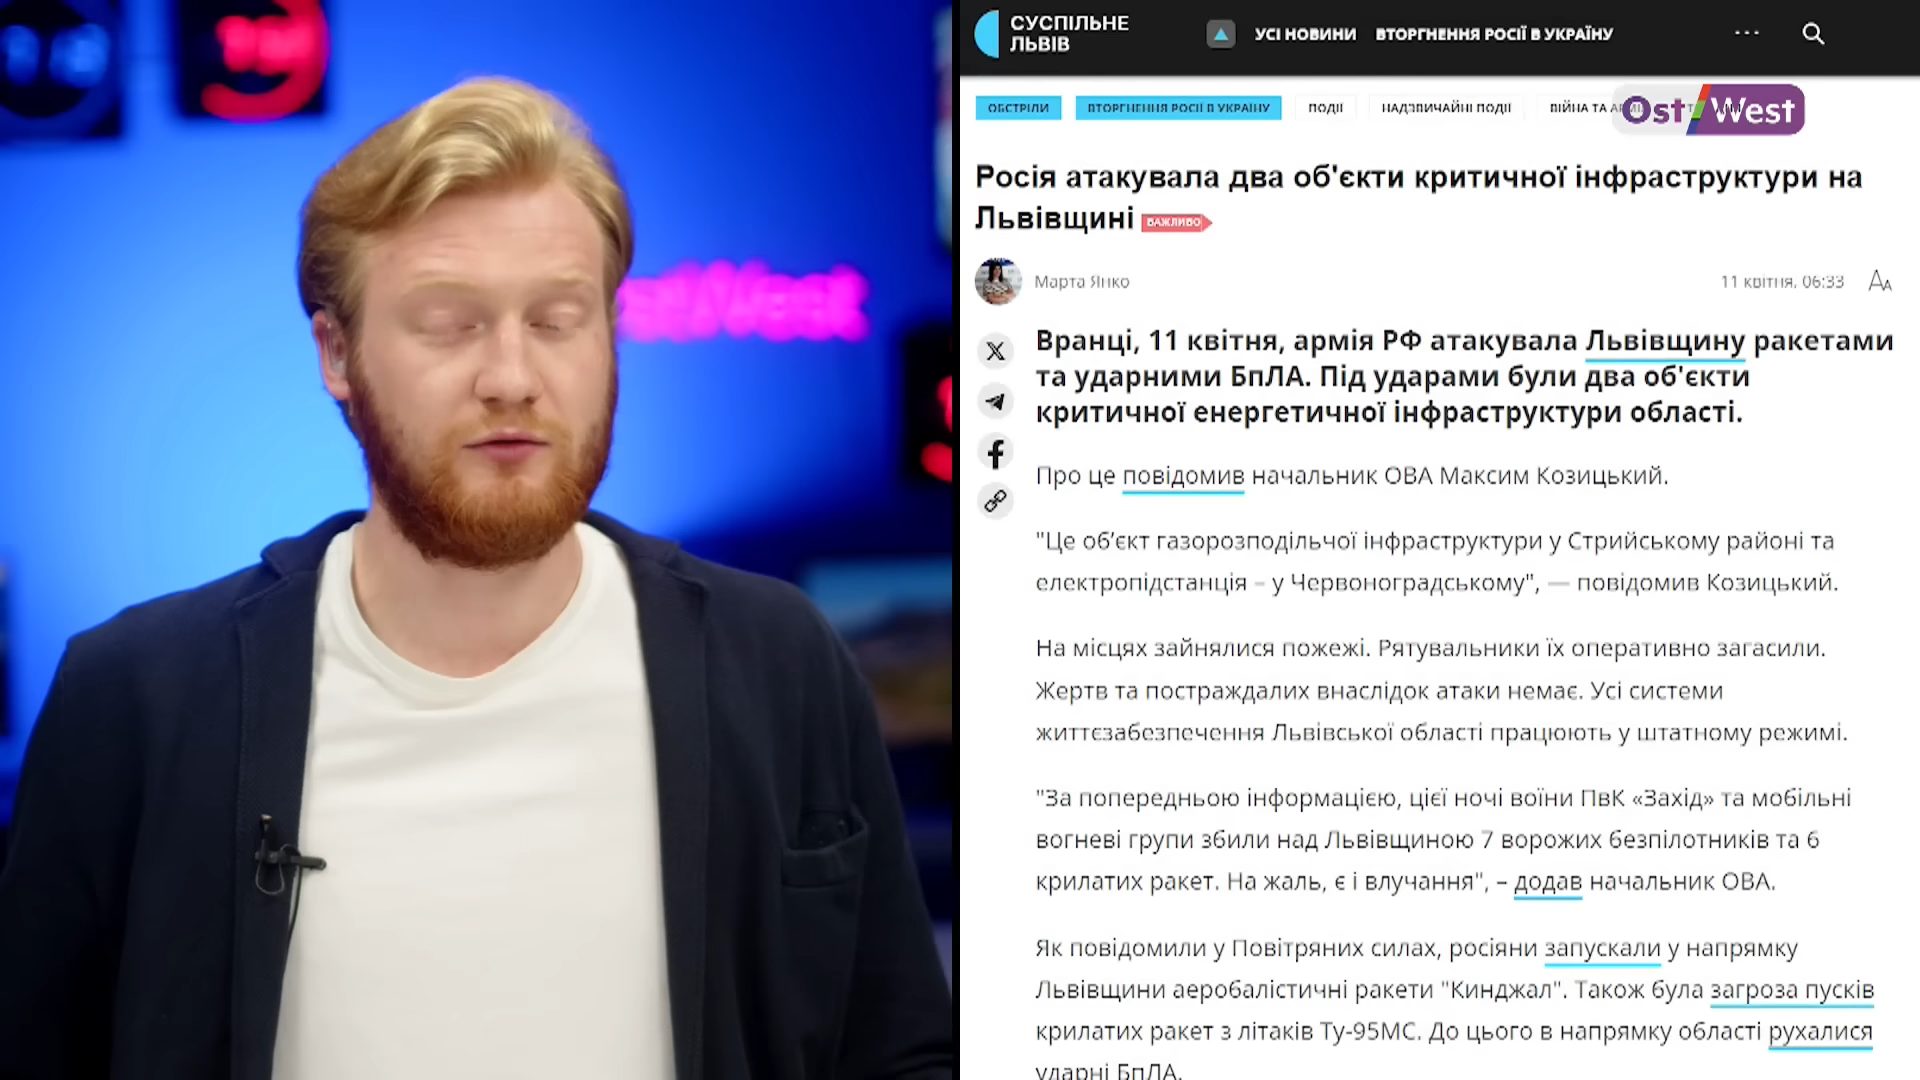 СУСПІЛЬНЕ
ЛЬВІВ
УСІ НОВИНИ ВТОРГНЕННЯ РОСІЇ В УКРАЇНУ
ОБСТРІЛИ ВТОРГНЕННЯ РОСІЇ В УКРАЇНУ ПОДІЇ НАДЗВИЧАЙНІ ПОДІЇ ВІЙНА ТА
Ost West
Росія атакувала два об'єкти критичної інфраструктури на
Львівщині ВАЖЛИВО
Марта Янко 11 квітня, 06:33
Вранці, 11 квітня, армія РФ атакувала Львівщину ракетами
та ударними БпЛА. Під ударами були два об'єкти
критичної енергетичної інфраструктури області.
Про це повідомив начальник ОВА Максим Козицький.
"Це об’єкт газорозподільчої інфраструктури у Стрийському районі та
електропідстанція – у Червоноградському", — повідомив Козицький.
На місцях зайнялися пожежі. Рятувальники їх оперативно загасили.
Жертв та постраждалих внаслідок атаки немає. Усі системи
життєзабезпечення Львівської області працюють у штатному режимі.
"За попередньою інформацією, цієї ночі воїни ПвК «Захід» та мобільні
вогневі групи збили над Львівщиною 7 ворожих безпілотників та 6
крилатих ракет. На жаль, є і влучання", – додав начальник ОВА.
Як повідомили у Повітряних силах, росіяни запускали у напрямку
Львівщини аеробалістичні ракети "Кинджал". Також була загроза пусків
крилатих ракет з літаків Ту-95МС. До цього в напрямку області рухалися
ударні БпЛА.